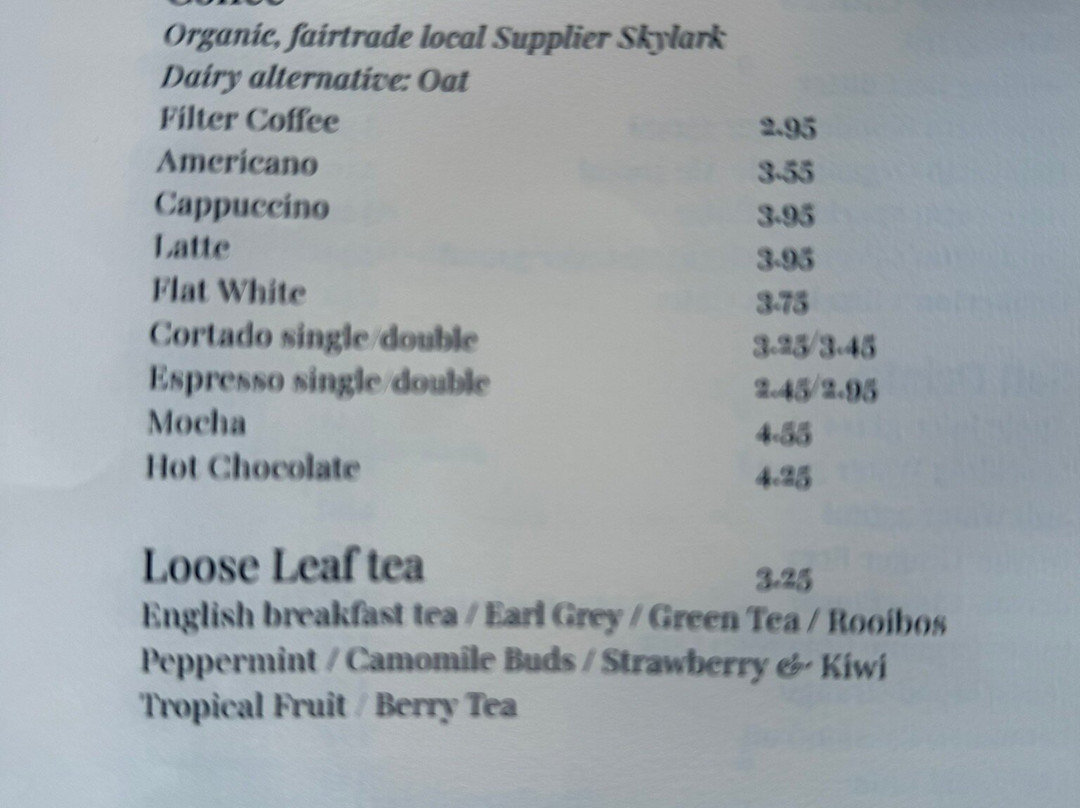 Coffee
Organic, fairtrade local Supplier Skylark
Dairy alternative: Oat
Filter Coffee 2.95
Americano 3.55
Cappuccino 3.95
Latte 3.95
Flat White 3.75
Cortado single/double 3.25/3.45
Espresso single/double 2.45/2.95
Mocha 4.55
Hot Chocolate 4.25
Loose Leaf tea 3.25
English breakfast tea / Earl Grey / Green Tea / Rooibos
Peppermint / Camomile Buds / Strawberry & Kiwi
Tropical Fruit / Berry Tea